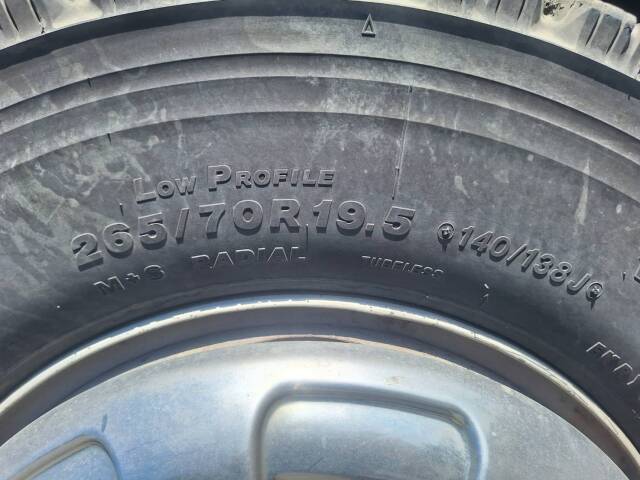 LOW PROFILE
265/70R19.5 140/138J
M+S RADIAL TUBELESS